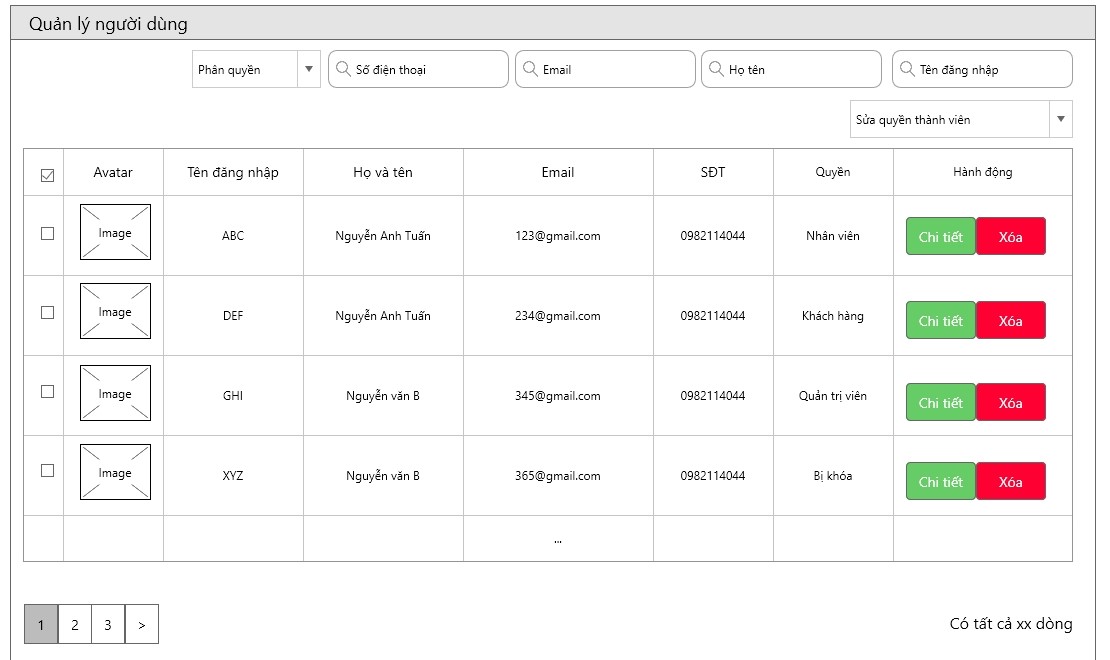 Quản lý người dùng
Phân quyền Số điện thoại Email Họ tên Tên đăng nhập
Sửa quyền thành viên
Avatar Tên đăng nhập Họ và tên Email SĐT Quyền Hành động
Image ABC Nguyễn Anh Tuấn 123@gmail.com 0982114044 Nhân viên Chi tiết Xóa
Image DEF Nguyễn Anh Tuấn 234@gmail.com 0982114044 Khách hàng Chi tiết Xóa
Image GHI Nguyễn văn B 345@gmail.com 0982114044 Quản trị viên Chi tiết Xóa
Image XYZ Nguyễn văn B 365@gmail.com 0982114044 Bị khóa Chi tiết Xóa
...
1 2 3 > Có tất cả xx dòng